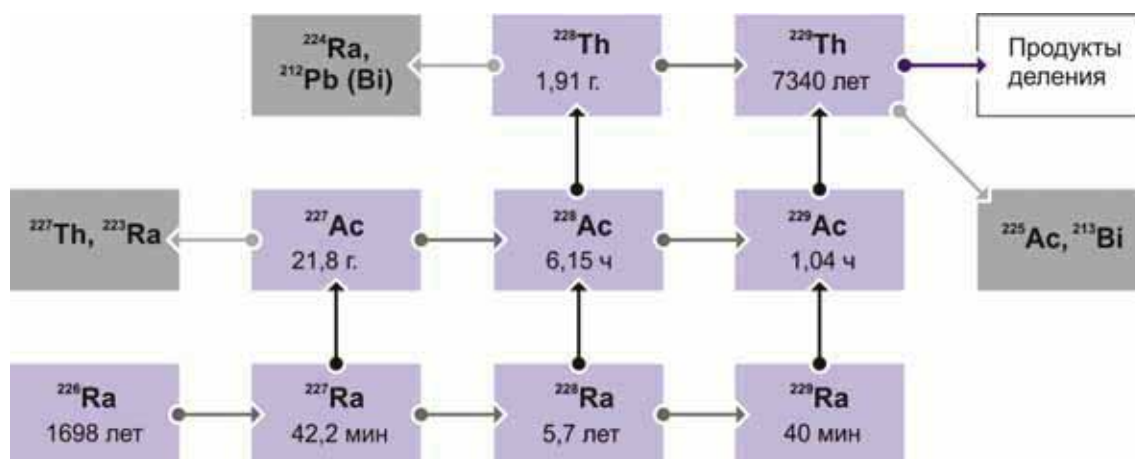 ²²⁴Ra,
²¹²Pb (Bi)
²²⁸Th
1,91 г.
²²⁹Th
7340 лет
Продукты
деления
²²⁷Th, ²²³Ra
²²⁷Ac
21,8 г.
²²⁸Ac
6,15 ч
²²⁹Ac
1,04 ч
²²⁵Ac, ²¹³Bi
²²⁶Ra
1698 лет
²²⁷Ra
42,2 мин
²²⁸Ra
5,7 лет
²²⁹Ra
40 мин